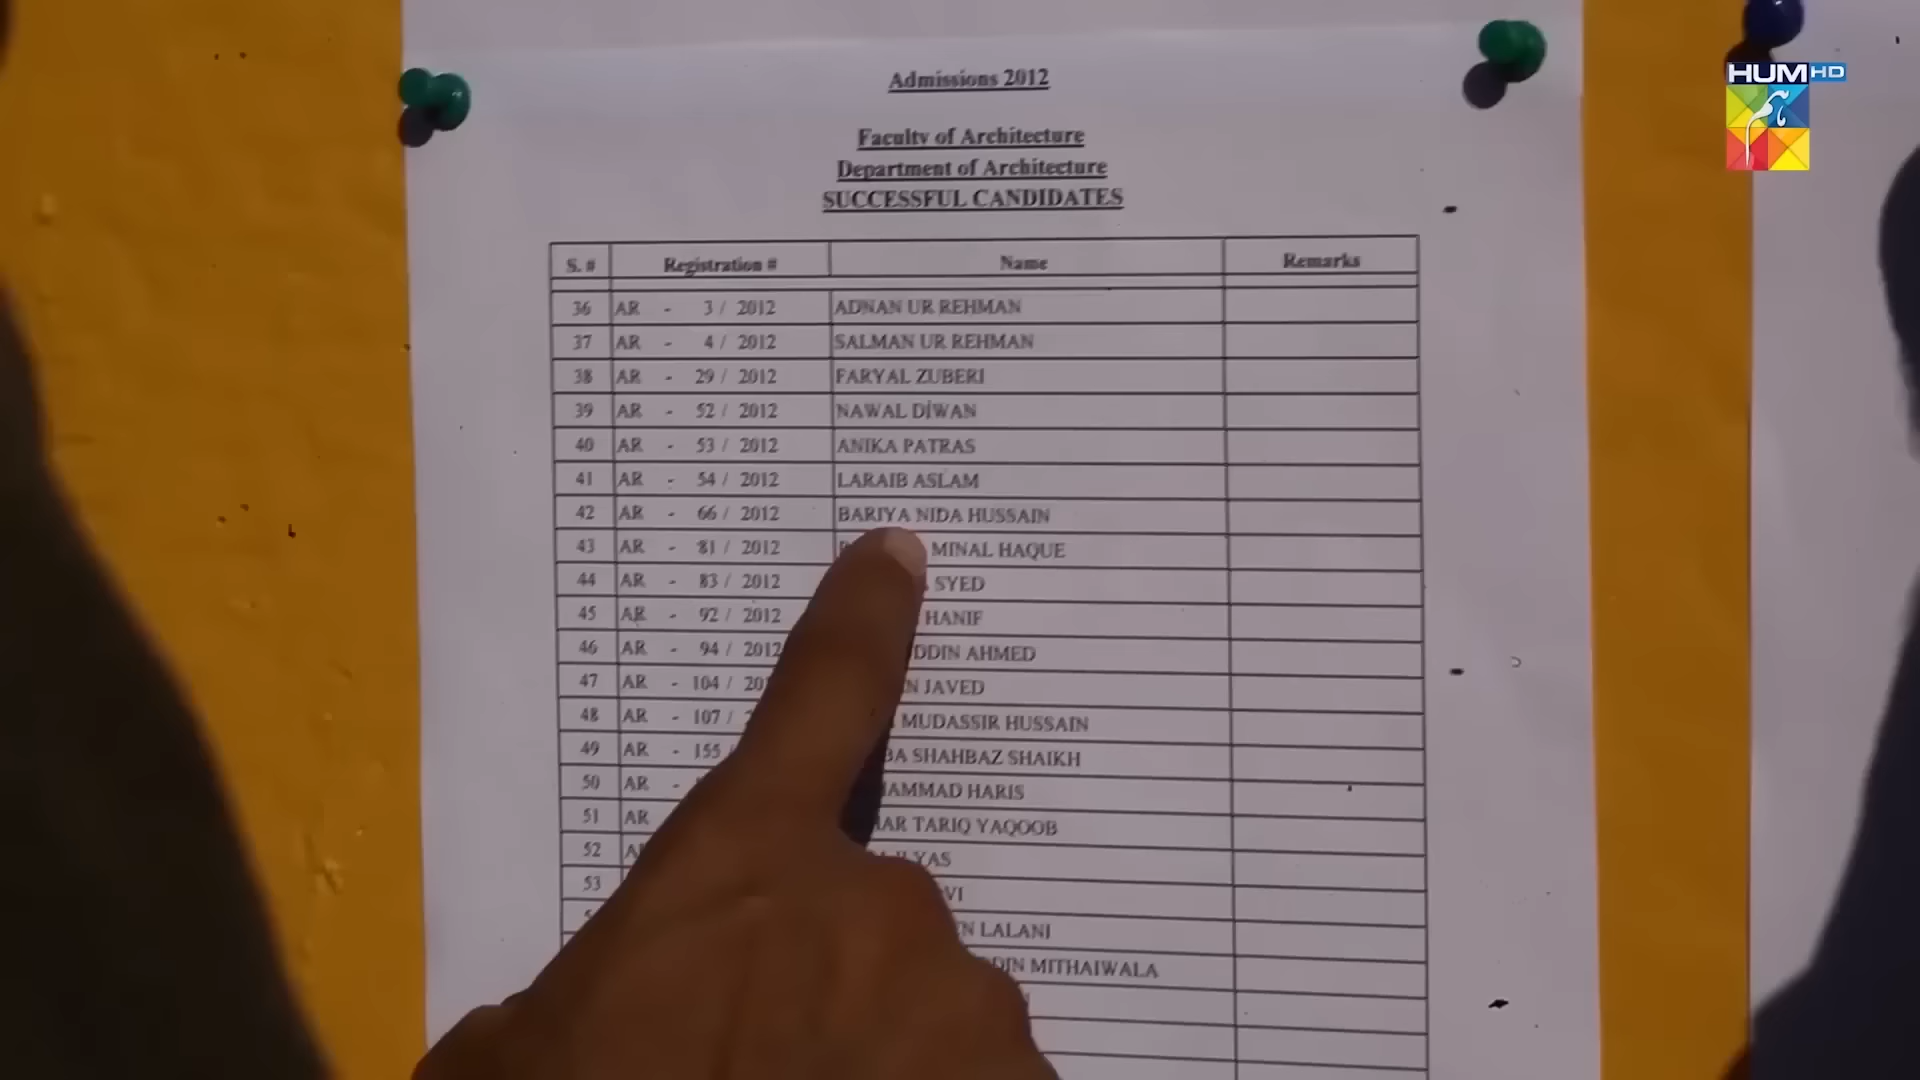 HUM HD
Admissions 2012
Faculty of Architecture
Department of Architecture
SUCCESSFUL CANDIDATES
S. # Registration # Name Remarks
36 AR - 3 / 2012 ADNAN UR REHMAN
37 AR - 4 / 2012 SALMAN UR REHMAN
38 AR - 29 / 2012 FARYAL ZUBERI
39 AR - 52 / 2012 NAWAL DIWAN
40 AR - 53 / 2012 ANIKA PATRAS
41 AR - 54 / 2012 LARAIB ASLAM
42 AR - 66 / 2012 BARIYA NIDA HUSSAIN
43 AR - 81 / 2012 MINAL HAQUE
44 AR - 83 / 2012 SYED
45 AR - 92 / 2012 HANIF
46 AR - 94 / 2012 AHMED
47 AR - 104 / JAVED
48 AR - 107 / MUDASSIR HUSSAIN
49 AR - 155 SHAHBAZ SHAIKH
50 AR - HARIS
51 AR TARIQ YAQOOB
52
53
LALANI
MITHAIWALA